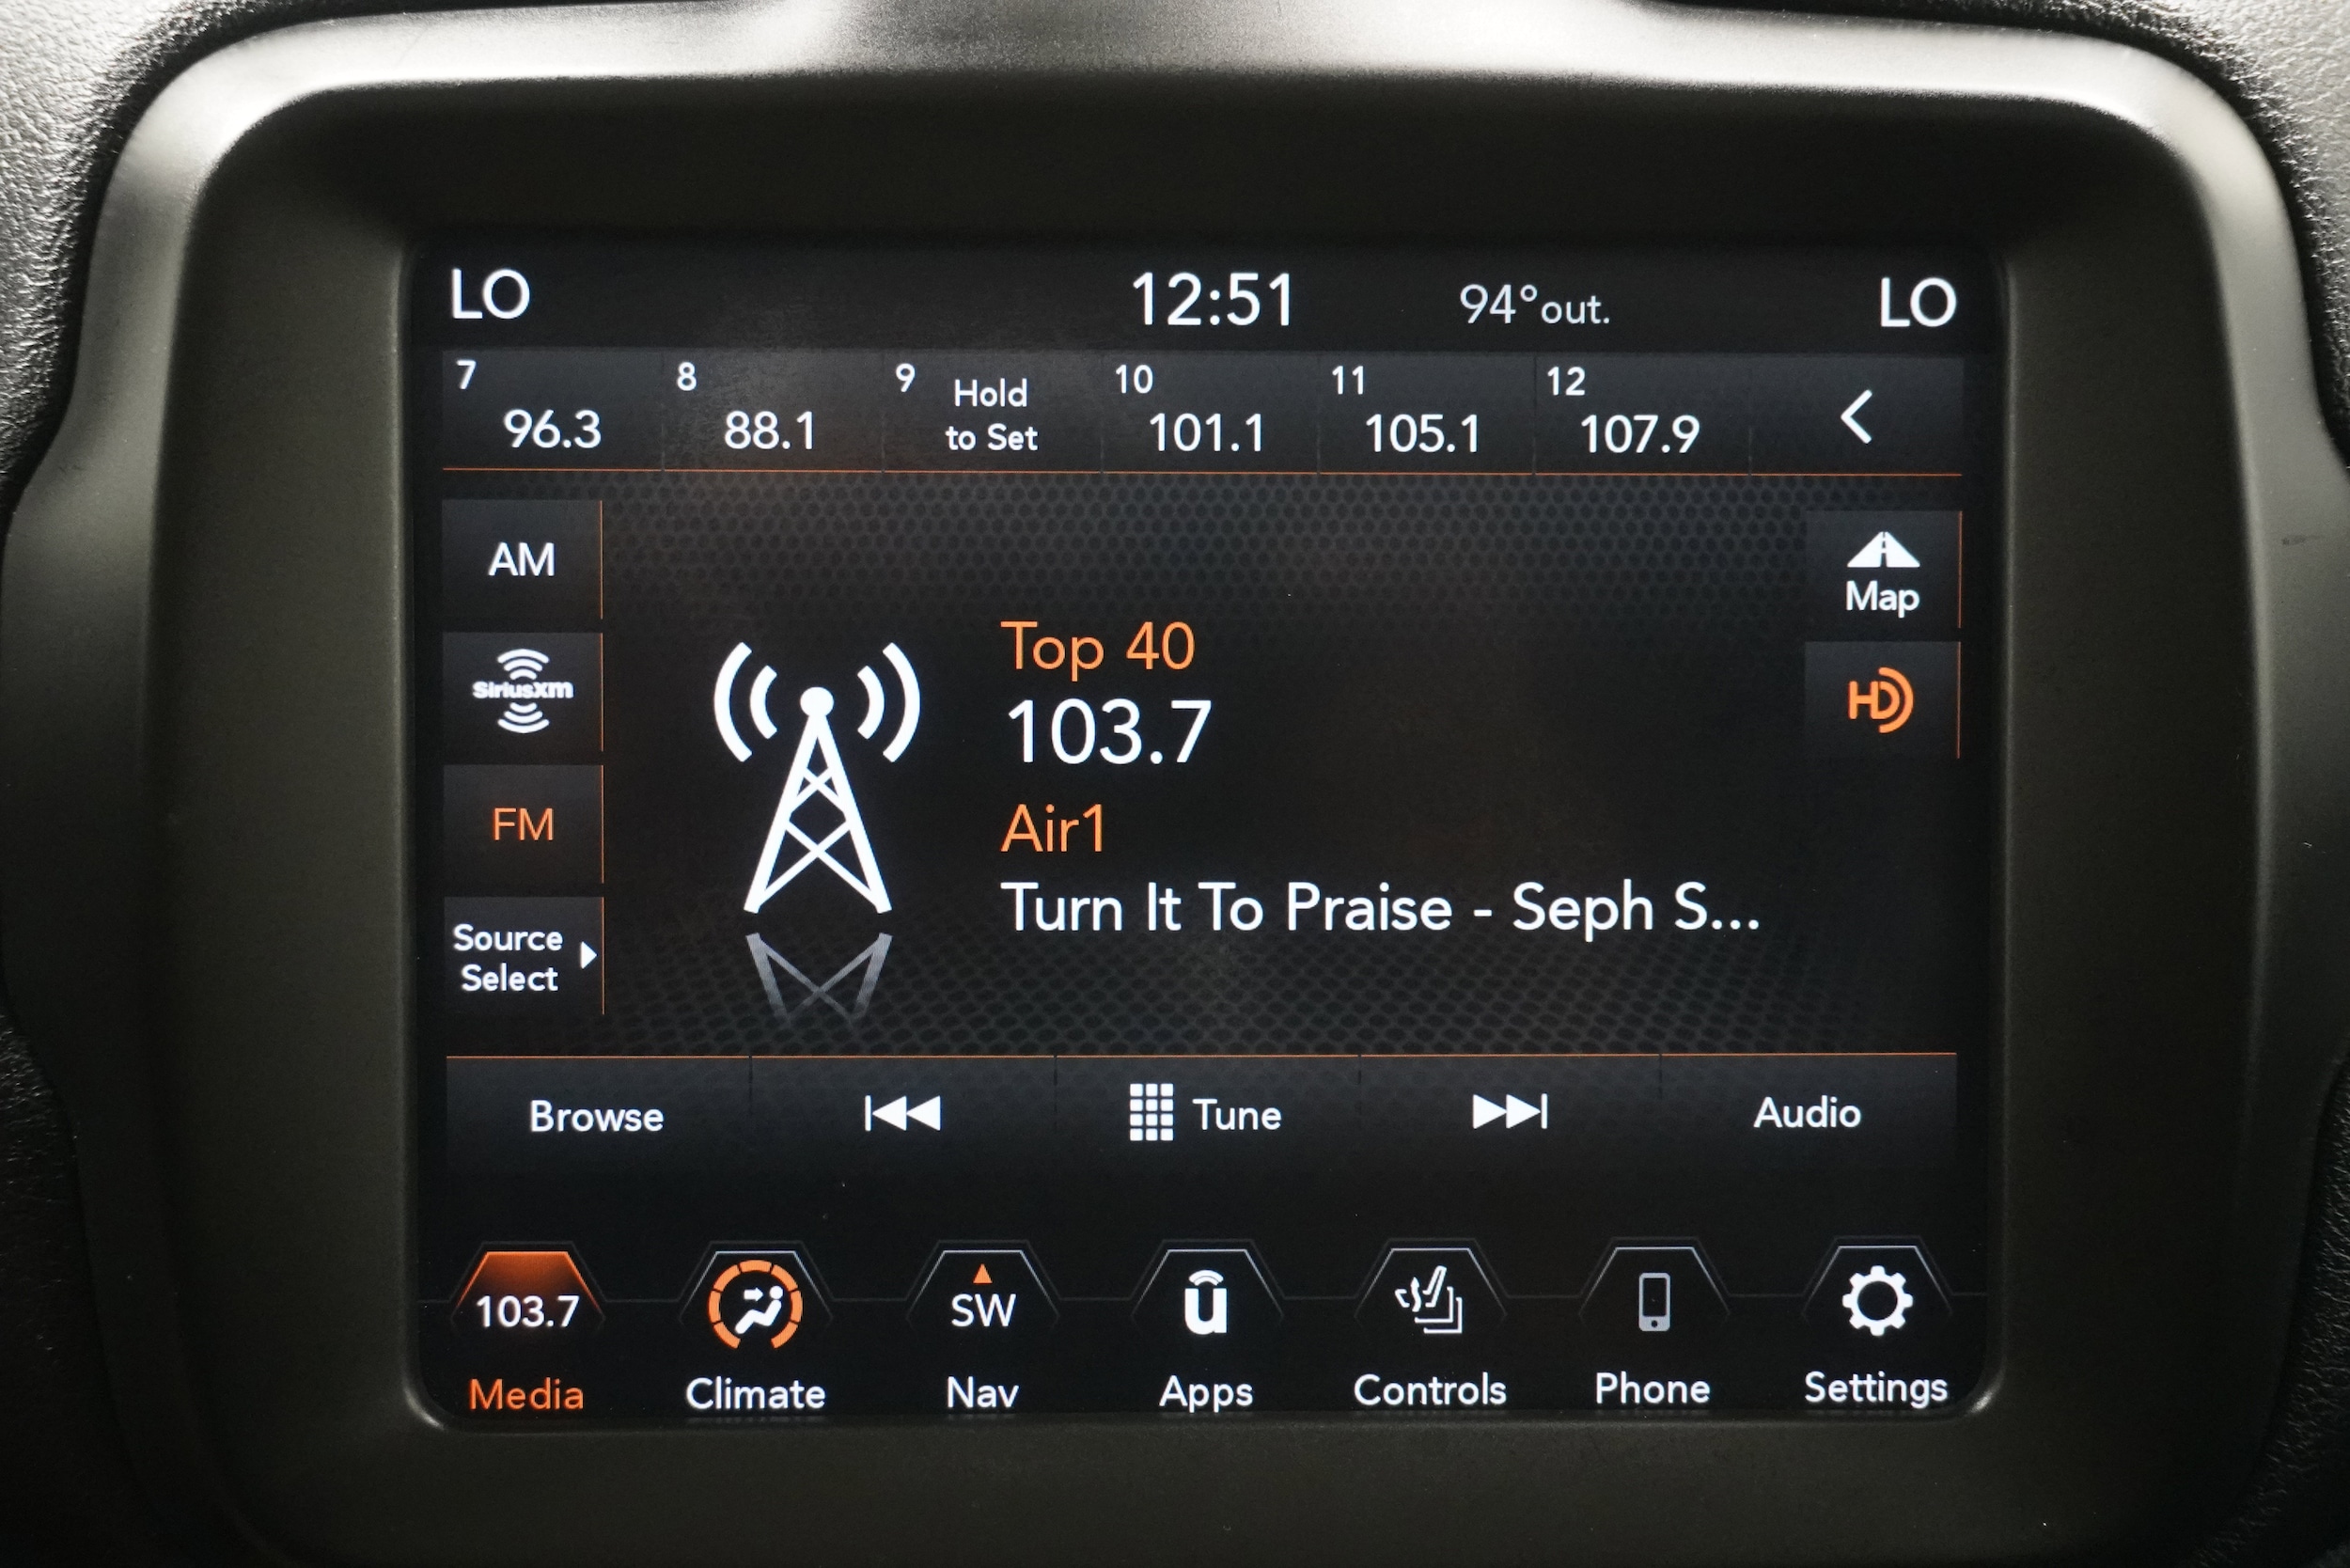 LO 12:51 94°out. LO
7 8 9 Hold 10 11 12
96.3 88.1 to Set 101.1 105.1 107.9
AM
Map
SiriusXM
HD
Top 40
103.7
FM
Air1
Turn It To Praise - Seph S...
Source
Select
Browse Tune Audio
103.7 SW u
Media Climate Nav Apps Controls Phone Settings